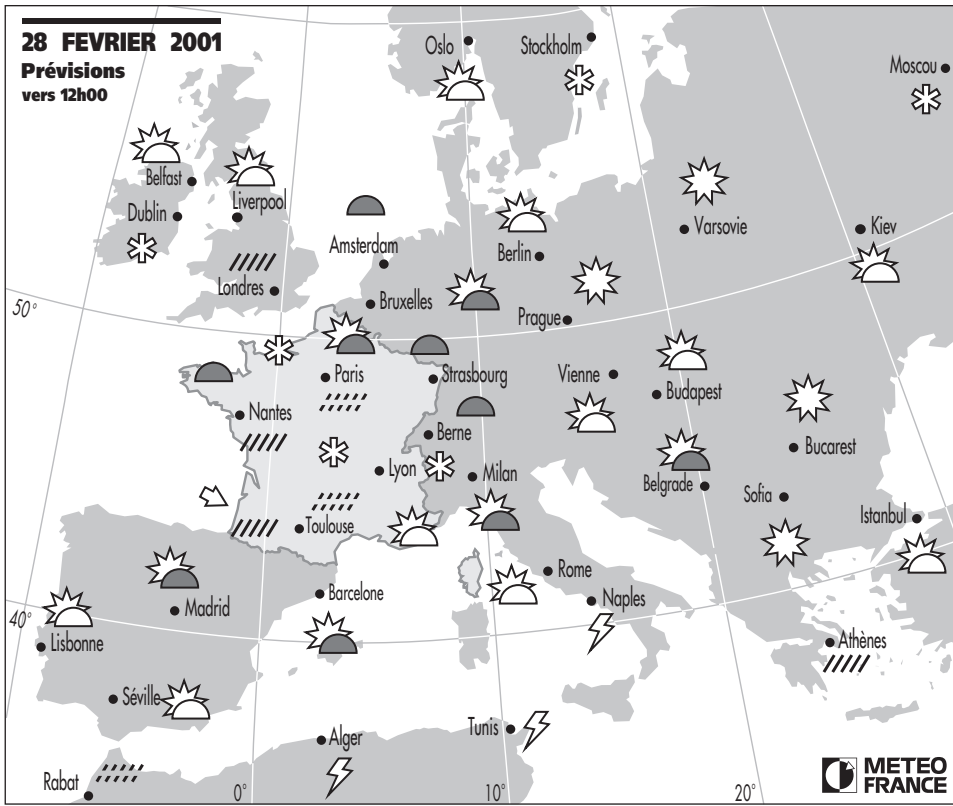 28 FEVRIER 2001
Prévisions
vers 12h00
Oslo
Stockholm
Moscou
Belfast
Liverpool
Dublin
Varsovie
Kiev
Amsterdam
Berlin
Londres
Bruxelles
50°
Prague
Paris
Strasbourg
Vienne
Budapest
Nantes
Berne
Bucarest
Lyon
Milan
Belgrade
Sofia
Istanbul
Toulouse
Rome
Barcelone
Naples
Madrid
40°
Lisbonne
Athènes
Séville
Tunis
Alger
Rabat
0°
10°
20°
METEO
FRANCE